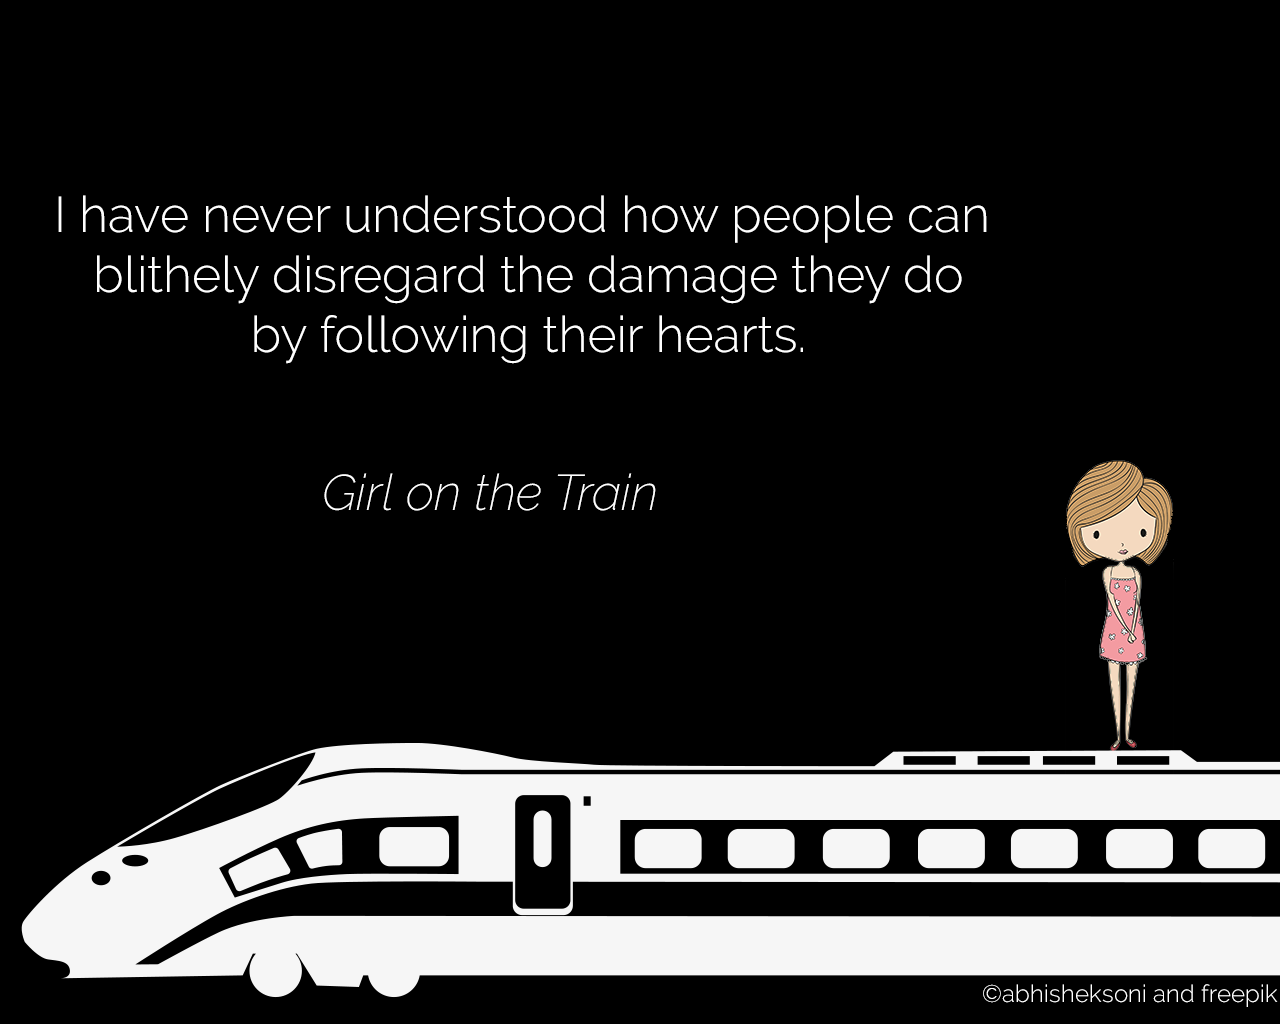 I have never understood how people can
blithely disregard the damage they do
by following their hearts.
Girl on the Train
©abhisheksoni and freepik